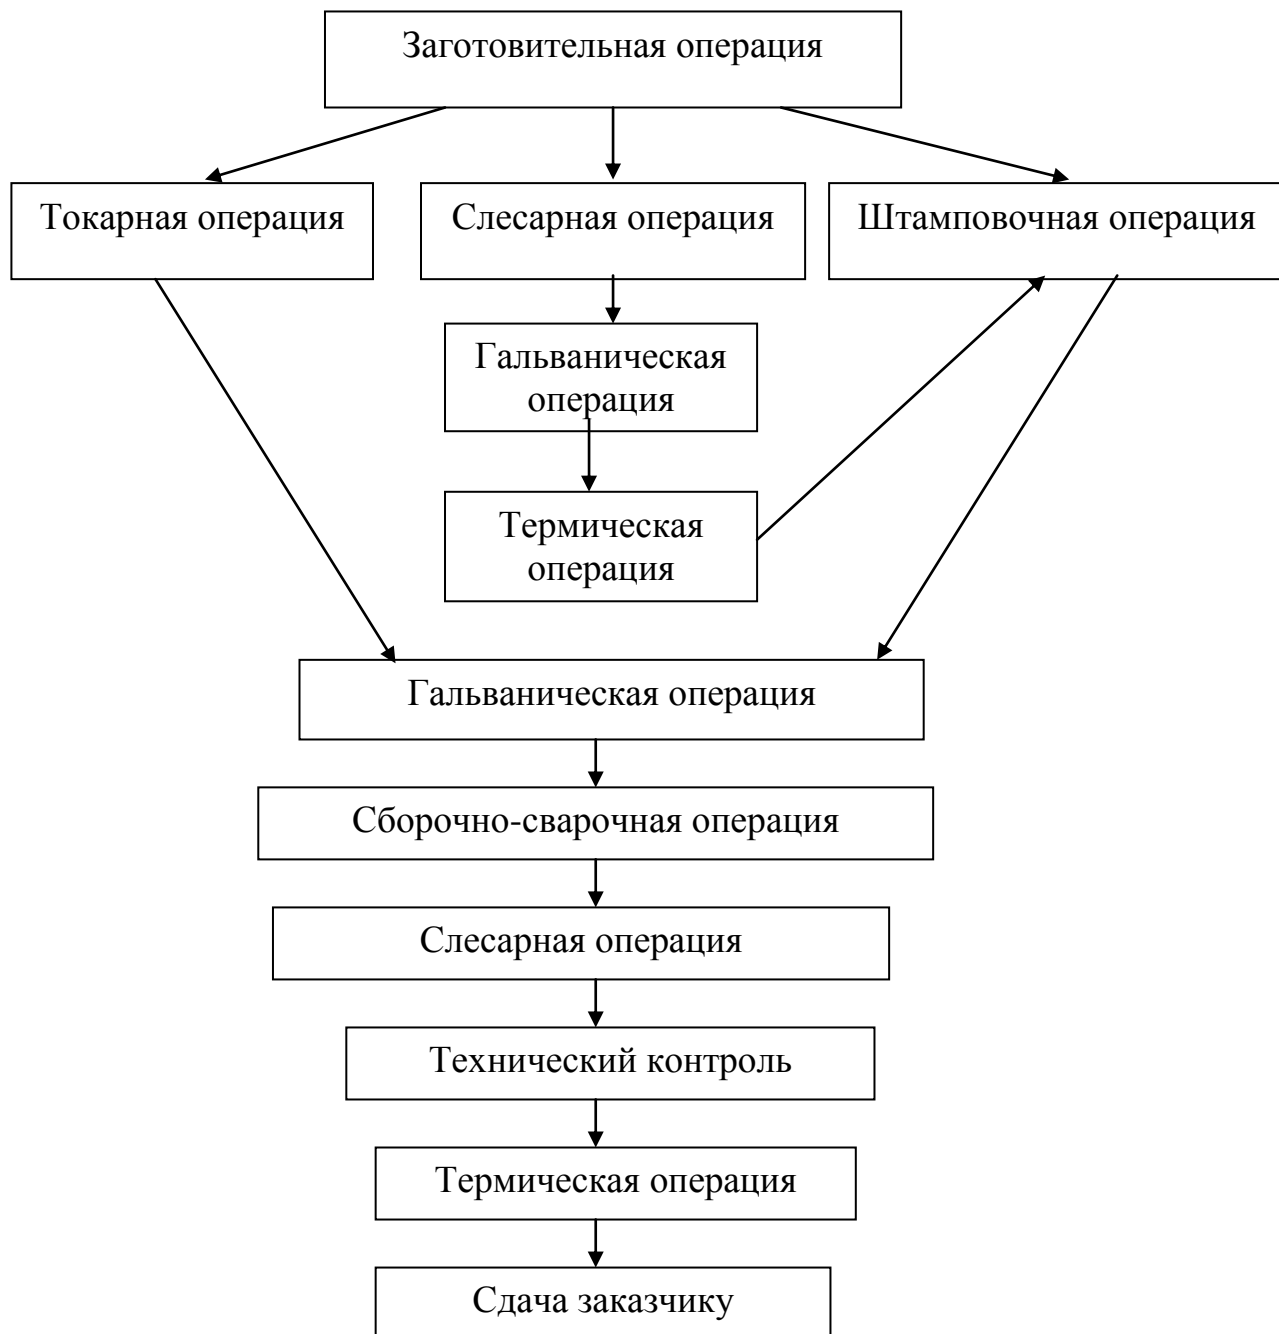 Заготовительная операция
Токарная операция
Слесарная операция
Штамповочная операция
Гальваническая
операция
Термическая
операция
Гальваническая операция
Сборочно-сварочная операция
Слесарная операция
Технический контроль
Термическая операция
Сдача заказчику